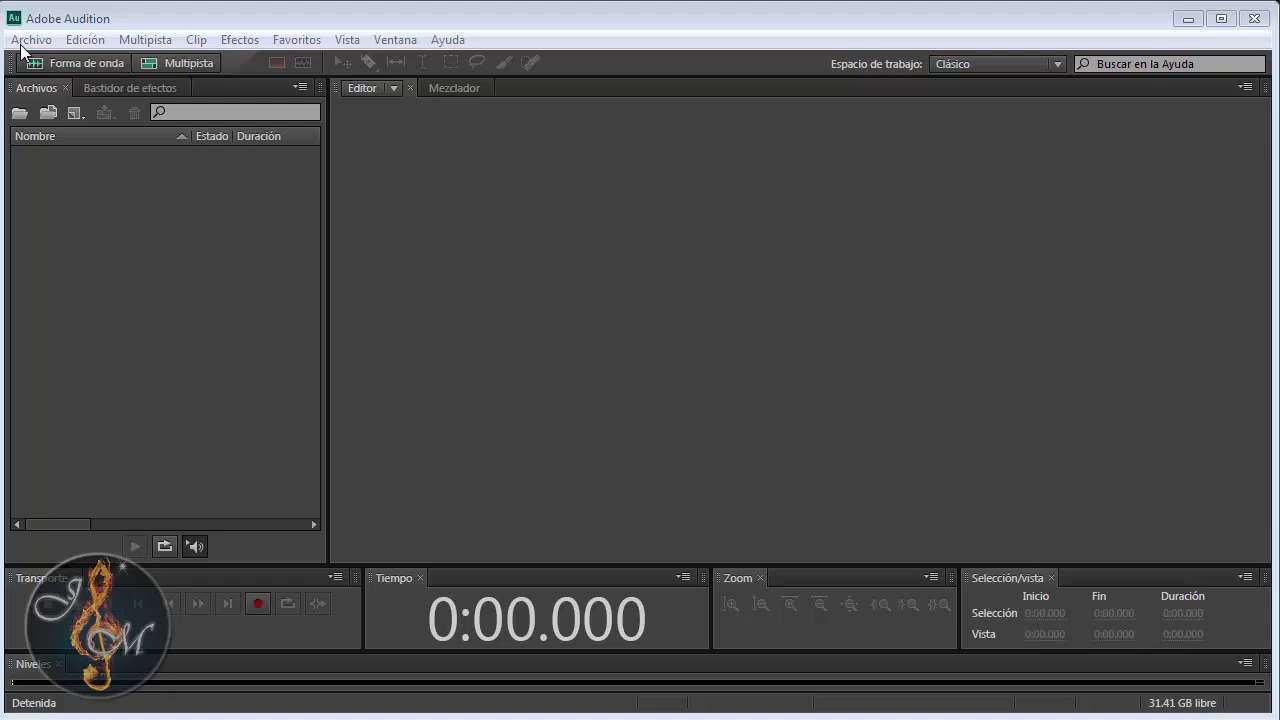 Au Adobe Audition
Archivo Edición Multipista Clip Efectos Favoritos Vista Ventana Ayuda
Forma de onda Multipista Espacio de trabajo: Clásico Buscar en la Ayuda
Archivos Bastidor de efectos Editor Mezclador
Nombre Estado Duración
Transporte Tiempo Zoom Selección/vista
Inicio Fin Duración
0:00.000
Selección 0:00.000 0:00.000 0:00.000
Vista 0:00.000 0:00.000 0:00.000
J M
Niveles
Detenida 31.41 GB libre